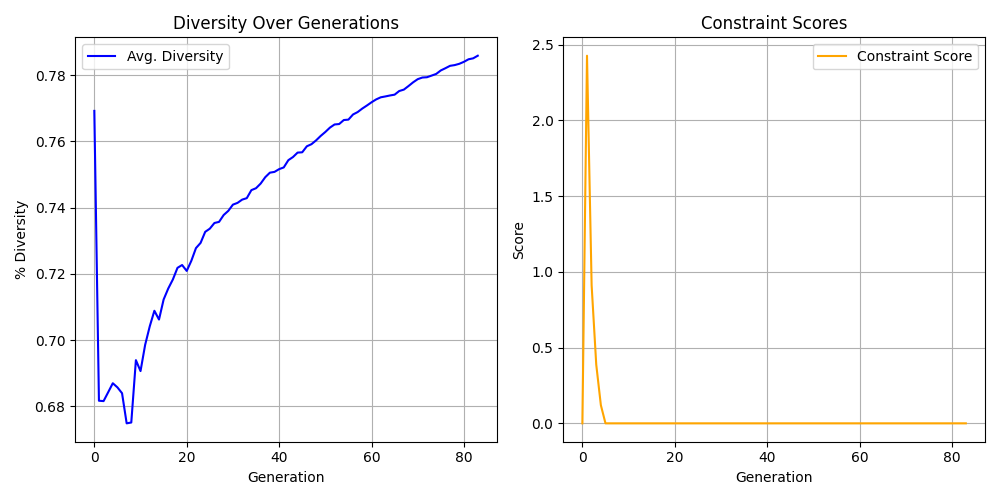 Diversity Over Generations
Avg. Diversity
0.78
0.76
0.74
0.72
0.70
0.68
% Diversity
0 20 40 60 80
Generation
Constraint Scores
Constraint Score
2.5
2.0
1.5
1.0
0.5
0.0
Score
0 20 40 60 80
Generation